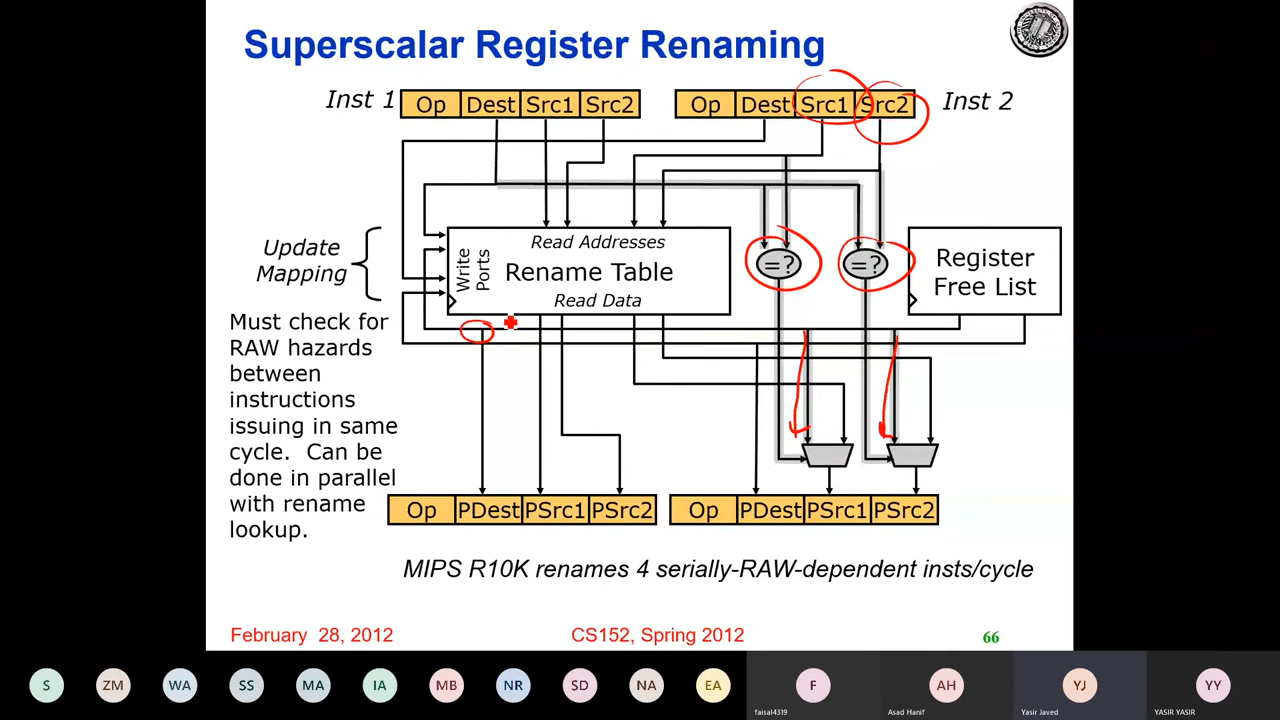 Superscalar Register Renaming
Inst 1
Op Dest Src1 Src2
Op Dest Src1 Src2
Inst 2
Update
Mapping
Write
Ports
Read Addresses
Rename Table
Read Data
=?
=?
Register
Free List
Must check for
RAW hazards
between
instructions
issuing in same
cycle. Can be
done in parallel
with rename
lookup.
Op PDest PSrc1 PSrc2
Op PDest PSrc1 PSrc2
MIPS R10K renames 4 serially-RAW-dependent insts/cycle
February 28, 2012
CS152, Spring 2012
66
S ZM WA SS MA IA MB NR SD NA EA F AH YJ YY
faisal4319
Asad Hanif
Yasir Javed
YASIR YASIR